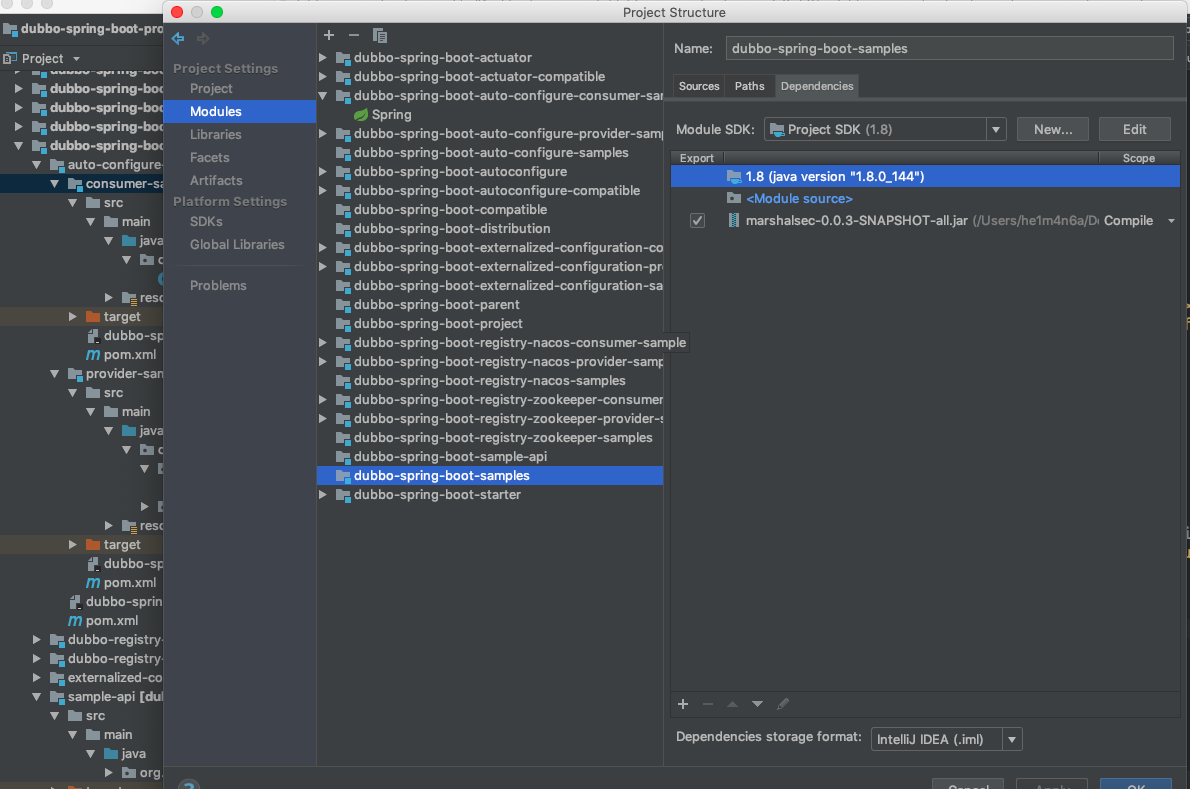 Project Structure
dubbo-spring-boot-pro
Project
dubbo-spring-boot
dubbo-spring-boot
dubbo-spring-boot
dubbo-spring-boot
auto-configure-
consumer-sa
src
main
java
resc
target
dubbo-sp
pom.xml
provider-san
src
main
java
resc
target
dubbo-sp
pom.xml
dubbo-sprin
pom.xml
dubbo-registry-
dubbo-registry-
externalized-co
sample-api [dul
src
main
java
org.
Project Settings
Project
Modules
Libraries
Facets
Artifacts
Platform Settings
SDKs
Global Libraries
Problems
dubbo-spring-boot-actuator
dubbo-spring-boot-actuator-compatible
dubbo-spring-boot-auto-configure-consumer-sar
Spring
dubbo-spring-boot-auto-configure-provider-samp
dubbo-spring-boot-auto-configure-samples
dubbo-spring-boot-autoconfigure
dubbo-spring-boot-autoconfigure-compatible
dubbo-spring-boot-compatible
dubbo-spring-boot-distribution
dubbo-spring-boot-externalized-configuration-co
dubbo-spring-boot-externalized-configuration-pr
dubbo-spring-boot-externalized-configuration-sa
dubbo-spring-boot-parent
dubbo-spring-boot-project
dubbo-spring-boot-registry-nacos-consumer-sample
dubbo-spring-boot-registry-nacos-provider-samp
dubbo-spring-boot-registry-nacos-samples
dubbo-spring-boot-registry-zookeeper-consumer
dubbo-spring-boot-registry-zookeeper-provider-s
dubbo-spring-boot-registry-zookeeper-samples
dubbo-spring-boot-sample-api
dubbo-spring-boot-samples
dubbo-spring-boot-starter
Name: dubbo-spring-boot-samples
Sources Paths Dependencies
Module SDK: Project SDK (1.8) New... Edit
Export Scope
1.8 (java version "1.8.0_144")
<Module source>
marshalsec-0.0.3-SNAPSHOT-all.jar (/Users/he1m4n6a/De Compile
Dependencies storage format: IntelliJ IDEA (.iml)
Cancel Apply OK